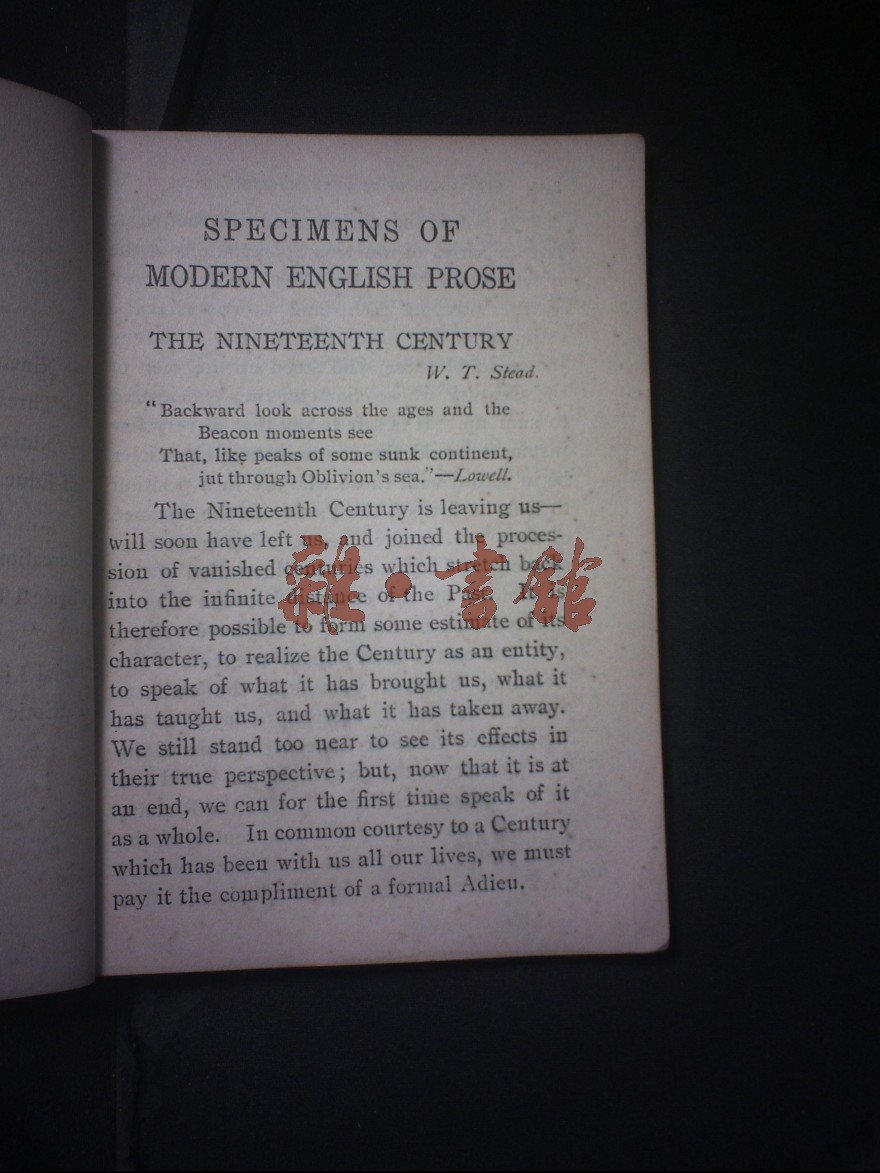 SPECIMENS OF
MODERN ENGLISH PROSE
THE NINETEENTH CENTURY
W. T. Stead.
"Backward look across the ages and the
Beacon moments see
That, like peaks of some sunk continent,
jut through Oblivion's sea."—Lowell.
The Nineteenth Century is leaving us—
will soon have left us, and joined the proces-
sion of vanished centuries which stretch back
into the infinite distance of the Past. It is
therefore possible to form some estimate of its
character, to realize the Century as an entity,
to speak of what it has brought us, what it
has taught us, and what it has taken away.
We still stand too near to see its effects in
their true perspective; but, now that it is at
an end, we can for the first time speak of it
as a whole. In common courtesy to a Century
which has been with us all our lives, we must
pay it the compliment of a formal Adieu.
雜·書館